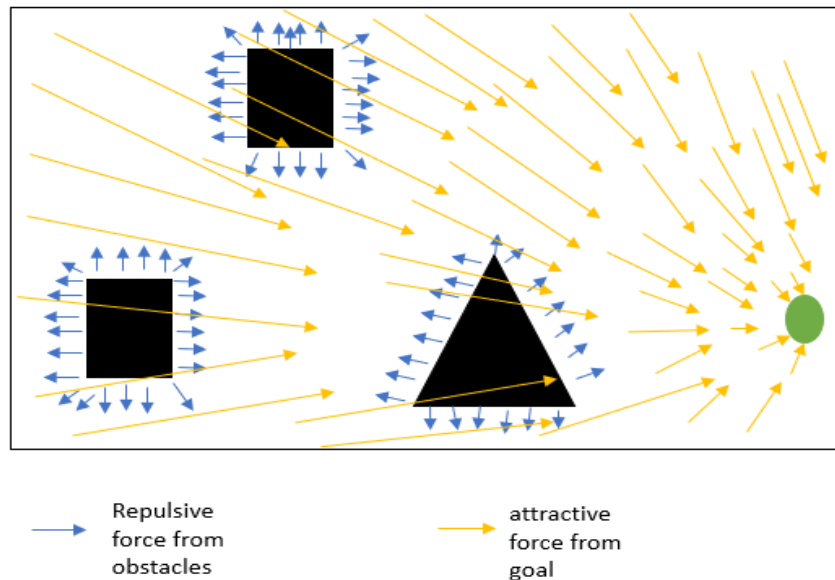 Repulsive
force from
obstacles
attractive
force from
goal